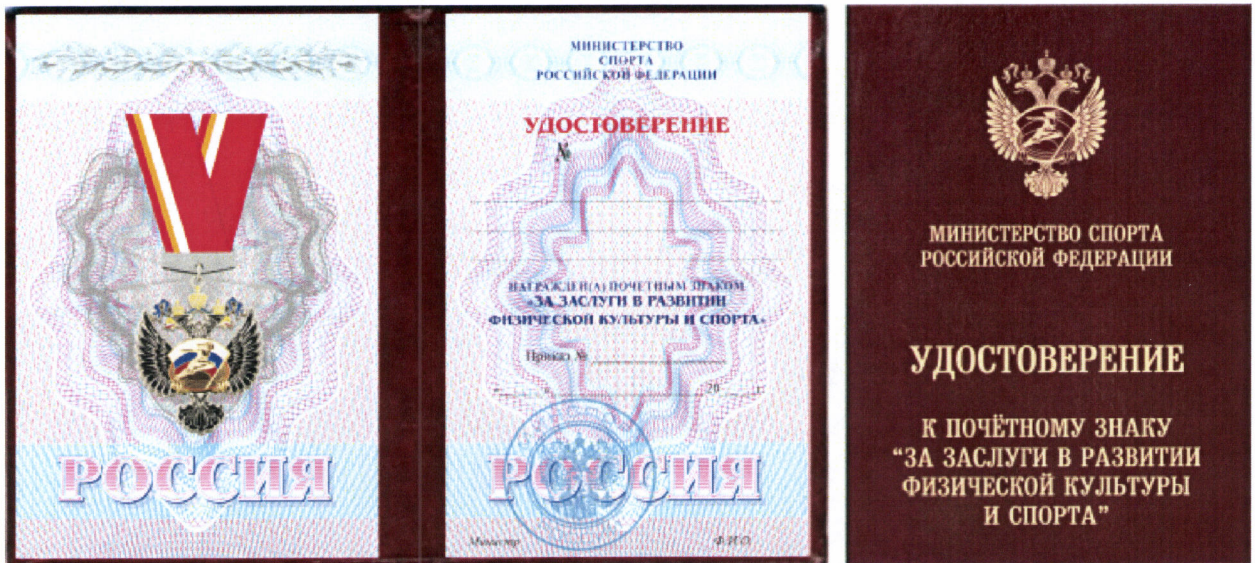 РОССИЯ
МИНИСТЕРСТВО
СПОРТА
РОССИЙСКОЙ ФЕДЕРАЦИИ
УДОСТОВЕРЕНИЕ
№
НАГРАЖДЕН(А) ПОЧЕТНЫМ ЗНАКОМ
«ЗА ЗАСЛУГИ В РАЗВИТИИ
ФИЗИЧЕСКОЙ КУЛЬТУРЫ И СПОРТА»
Приказ №
20 г.
РОССИЯ
Министр Ф.И.О.
МИНИСТЕРСТВО СПОРТА
РОССИЙСКОЙ ФЕДЕРАЦИИ
УДОСТОВЕРЕНИЕ
К ПОЧЁТНОМУ ЗНАКУ
“ЗА ЗАСЛУГИ В РАЗВИТИИ
ФИЗИЧЕСКОЙ КУЛЬТУРЫ
И СПОРТА”